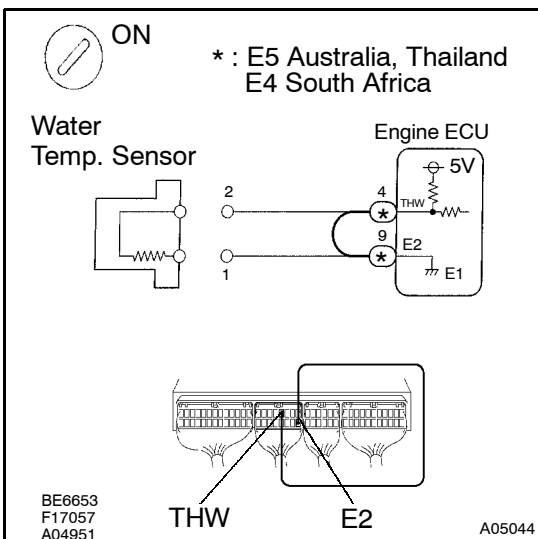 ON
* : E5 Australia, Thailand
E4 South Africa
Water
Temp. Sensor
Engine ECU
5V
2
4
THW
*
9
E2
*
1
E1
THW
E2
BE6653
F17057
A04951
A05044